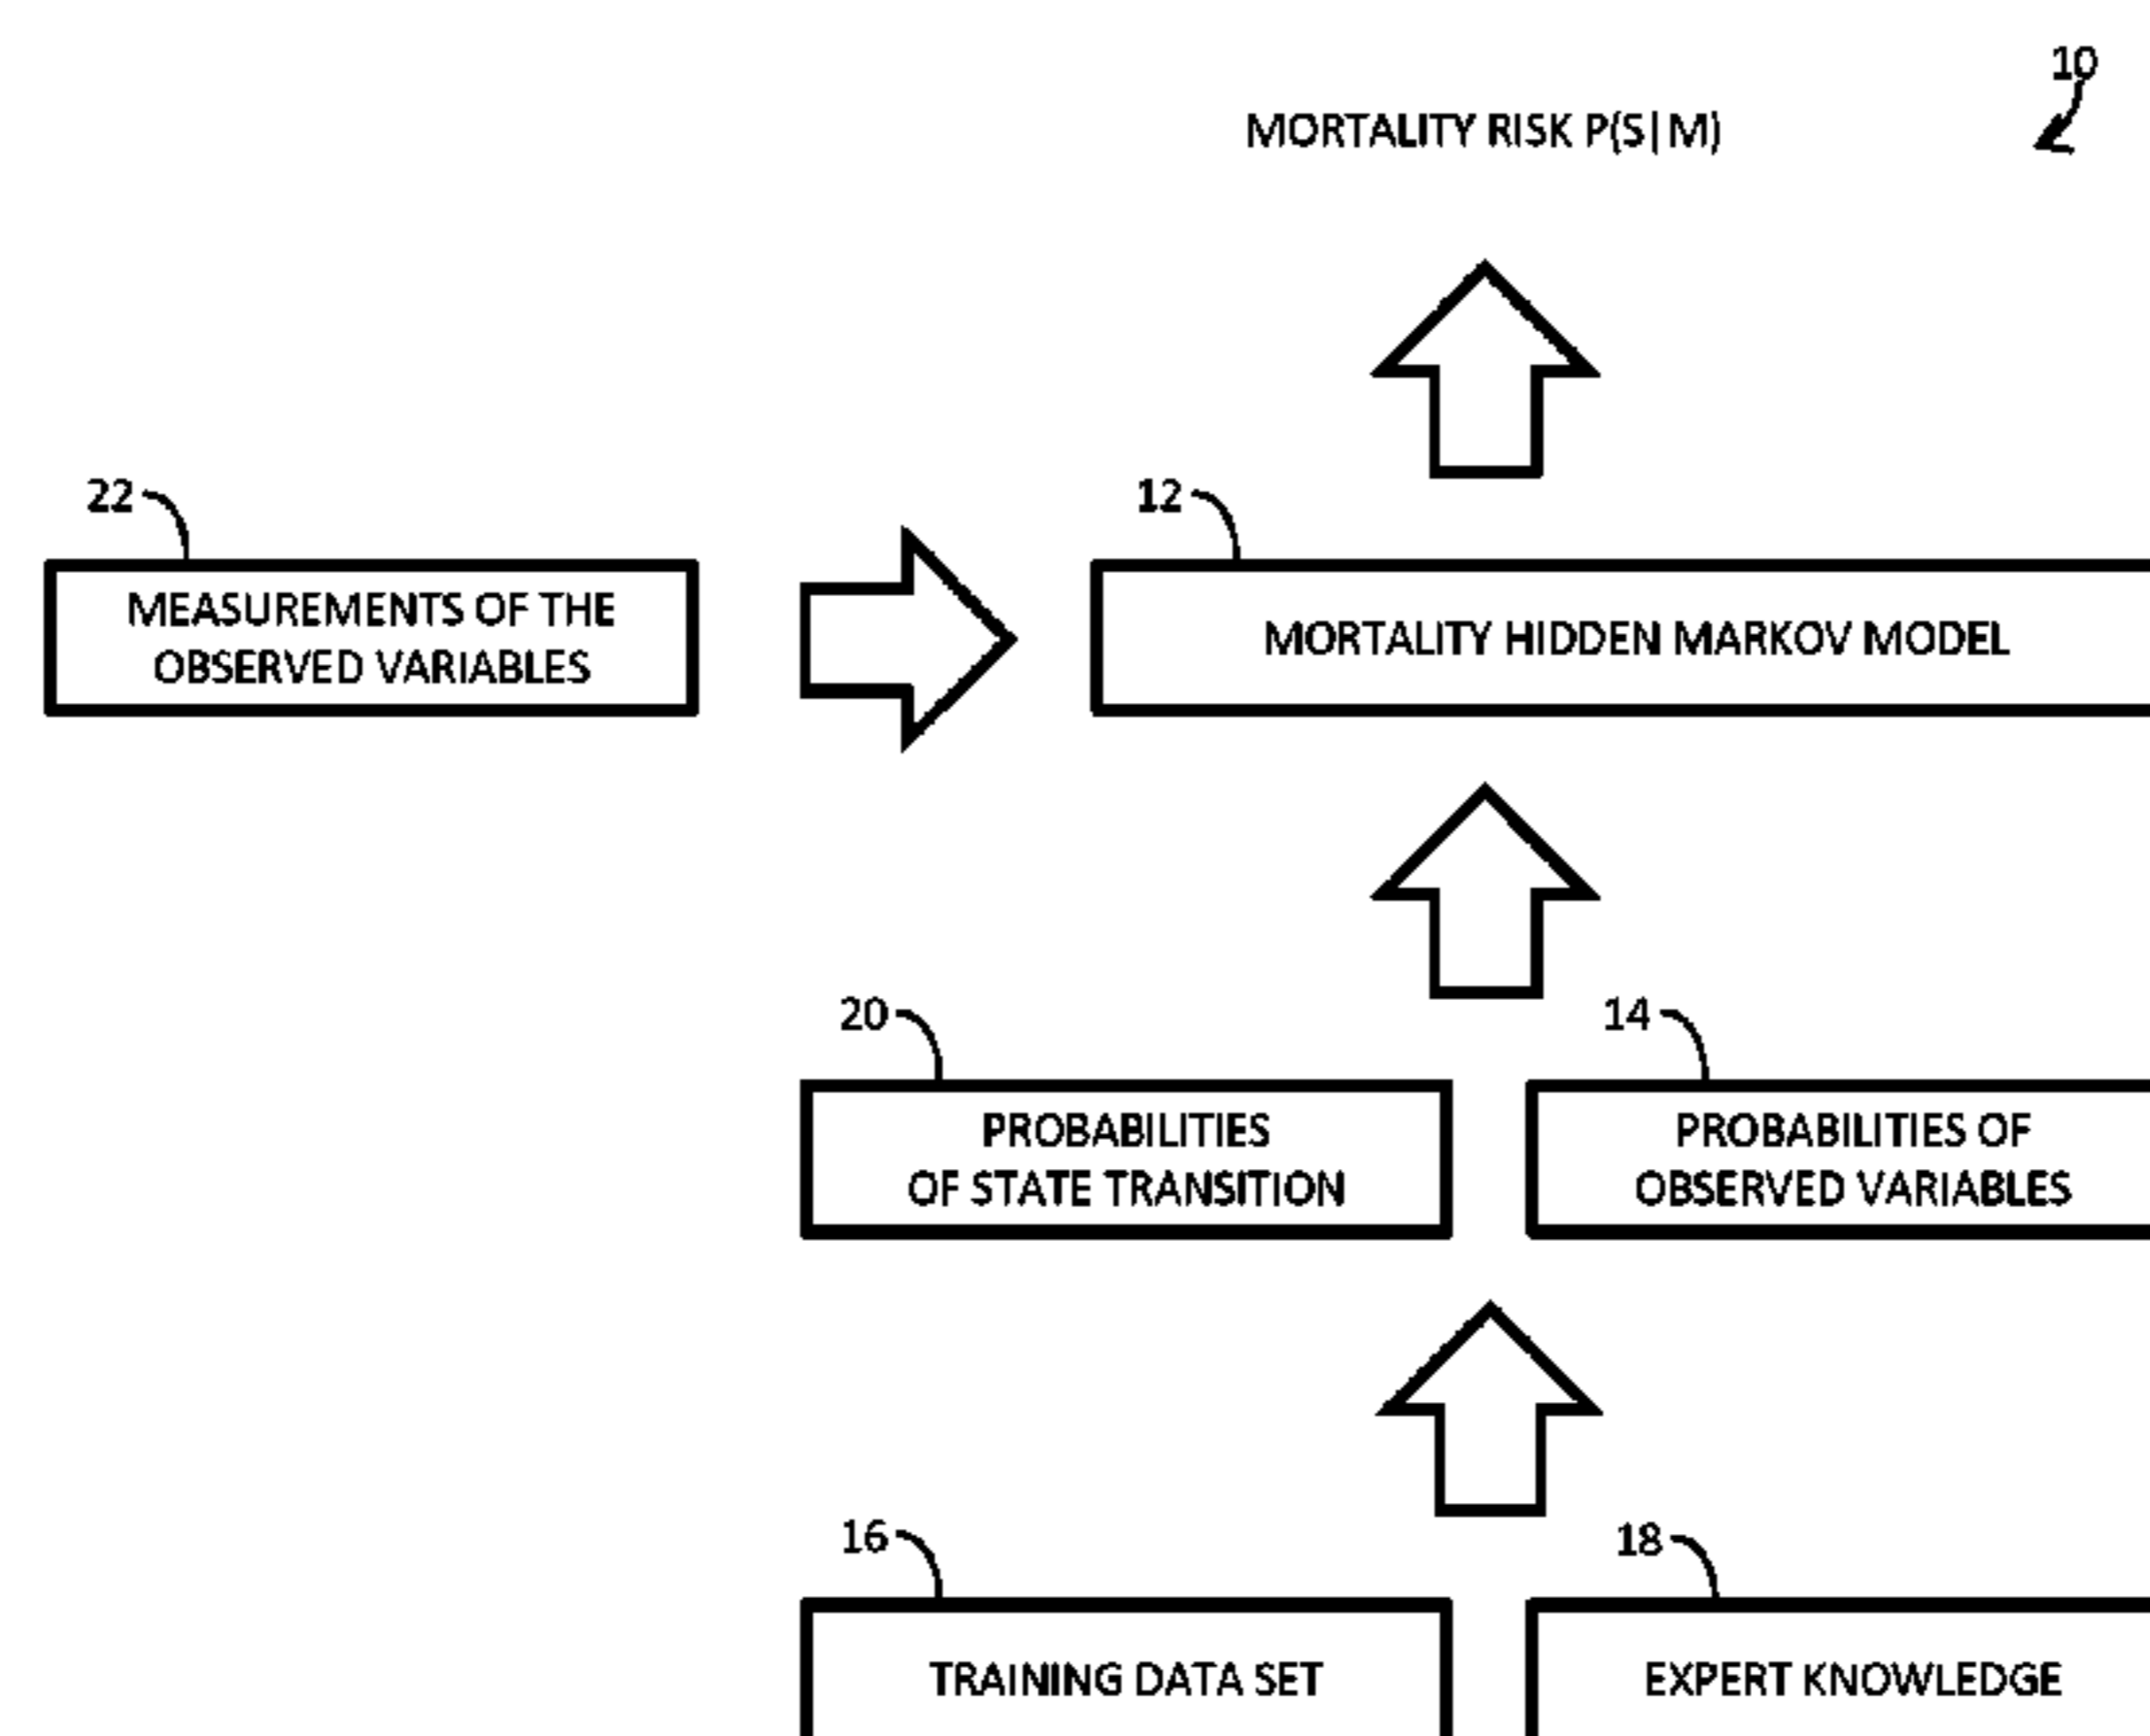 10
MORTALITY RISK P(S|M)
22
12
MEASUREMENTS OF THE
OBSERVED VARIABLES
MORTALITY HIDDEN MARKOV MODEL
20
14
PROBABILITIES
OF STATE TRANSITION
PROBABILITIES OF
OBSERVED VARIABLES
16
18
TRAINING DATA SET
EXPERT KNOWLEDGE